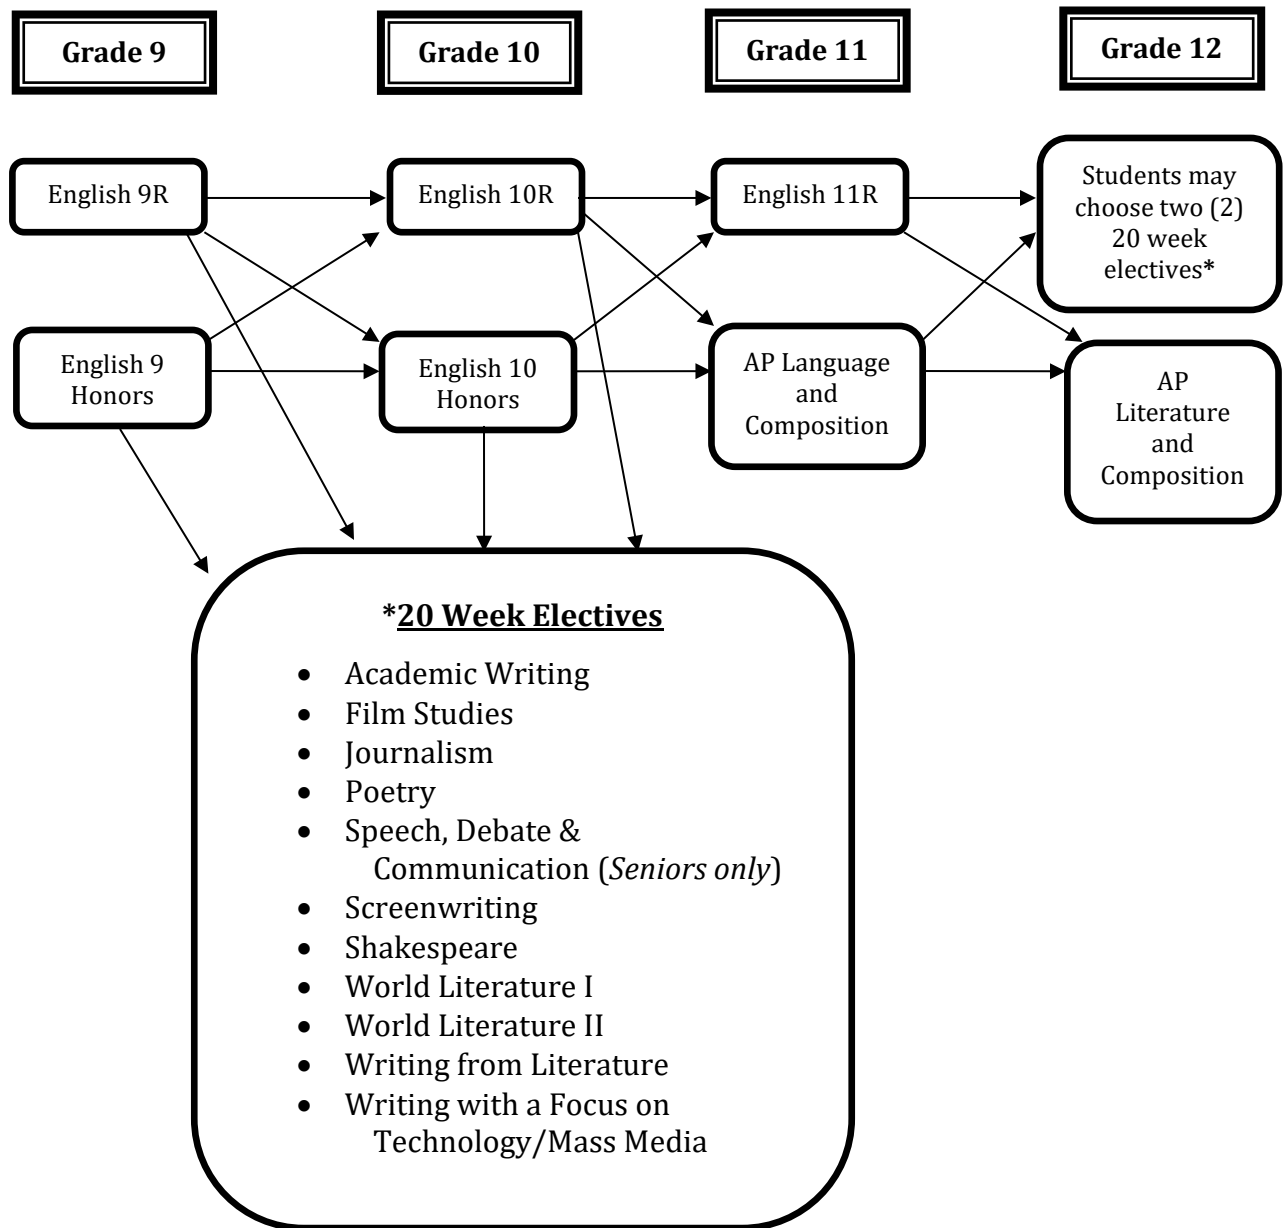 Grade 9
Grade 10
Grade 11
Grade 12
English 9R
English 10R
English 11R
Students may
choose two (2)
20 week
electives*
English 9
Honors
English 10
Honors
AP Language
and
Composition
AP
Literature
and
Composition
*20 Week Electives
• Academic Writing
• Film Studies
• Journalism
• Poetry
• Speech, Debate &
Communication (Seniors only)
• Screenwriting
• Shakespeare
• World Literature I
• World Literature II
• Writing from Literature
• Writing with a Focus on
Technology/Mass Media